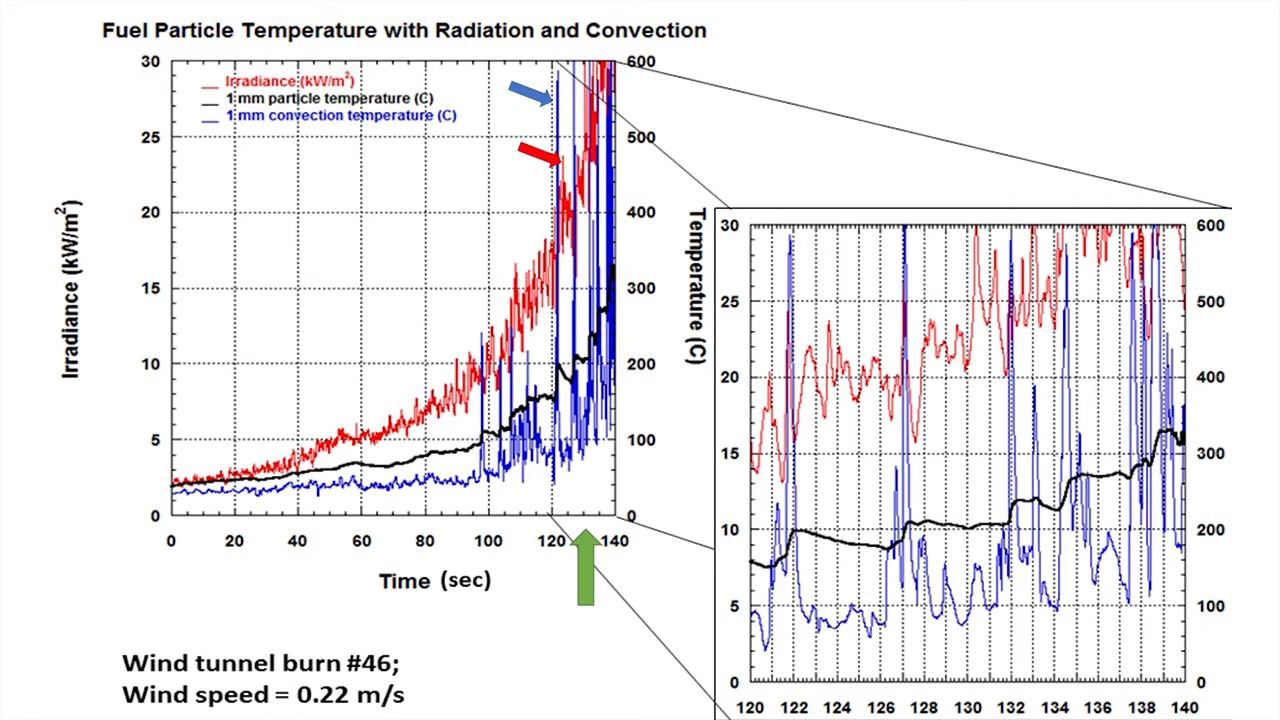 Fuel Particle Temperature with Radiation and Convection
Irradiance (kW/m²)
1 mm particle temperature (C)
1 mm convection temperature (C)
30
25
20
15
10
5
0
600
500
400
300
200
100
0
0 20 40 60 80 100 120 140
Irradiance (kW/m²)
Temperature (C)
Time (sec)
30
25
20
15
10
5
0
600
500
400
300
200
100
0
120 122 124 126 128 130 132 134 136 138 140
Wind tunnel burn #46;
Wind speed = 0.22 m/s